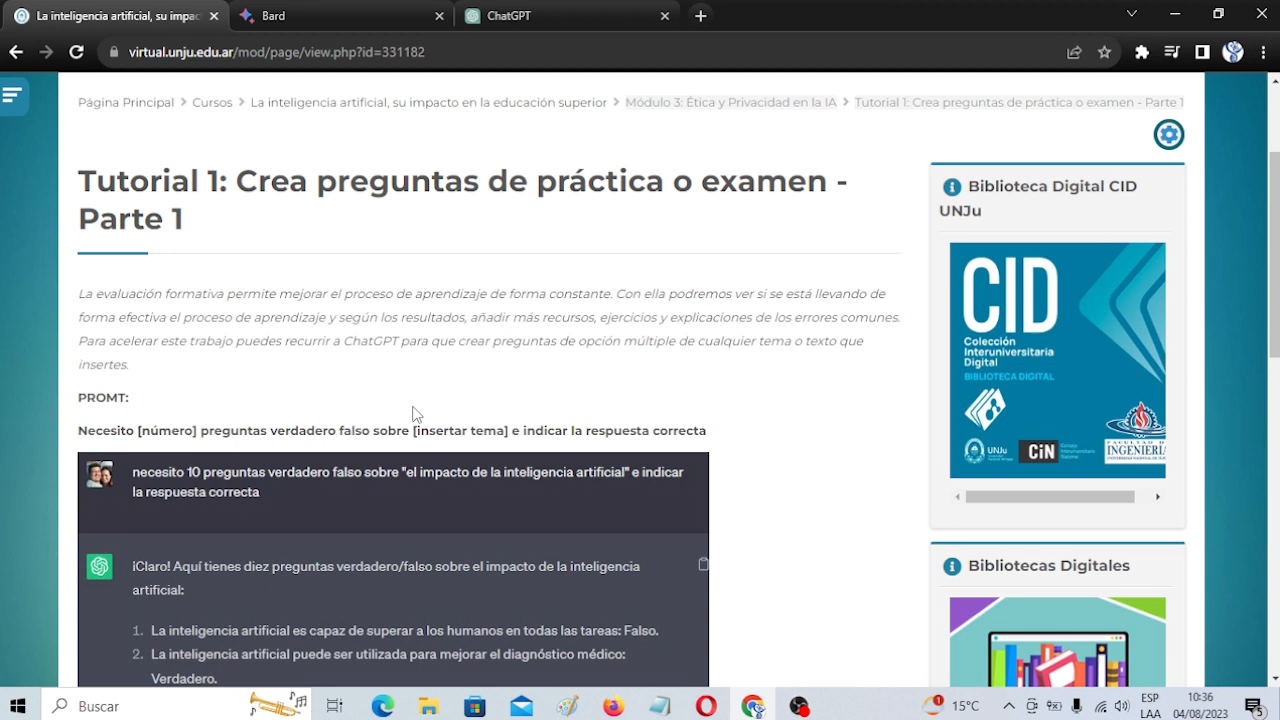 La inteligencia artificial, su impac
Bard
ChatGPT
virtual.unju.edu.ar/mod/page/view.php?id=331182
Página Principal > Cursos > La inteligencia artificial, su impacto en la educación superior > Módulo 3: Ética y Privacidad en la IA > Tutorial 1: Crea preguntas de práctica o examen - Parte 1
Tutorial 1: Crea preguntas de práctica o examen -
Parte 1
La evaluación formativa permite mejorar el proceso de aprendizaje de forma constante. Con ella podremos ver si se está llevando de
forma efectiva el proceso de aprendizaje y según los resultados, añadir más recursos, ejercicios y explicaciones de los errores comunes.
Para acelerar este trabajo puedes recurrir a ChatGPT para que crear preguntas de opción múltiple de cualquier tema o texto que
insertes.
PROMT:
Necesito [número] preguntas verdadero falso sobre [insertar tema] e indicar la respuesta correcta
necesito 10 preguntas verdadero falso sobre "el impacto de la inteligencia artificial" e indicar
la respuesta correcta
¡Claro! Aquí tienes diez preguntas verdadero/falso sobre el impacto de la inteligencia
artificial:
1. La inteligencia artificial es capaz de superar a los humanos en todas las tareas: Falso.
2. La inteligencia artificial puede ser utilizada para mejorar el diagnóstico médico:
Verdadero.
Biblioteca Digital CID
UNJu
CID
Colección
Interuniversitaria
Digital
BIBLIOTECA DIGITAL
UNJu
CiN
FACULTAD DE
INGENIERIA
Bibliotecas Digitales
Buscar
15°C
ESP
LAA
10:36
04/08/2023
5